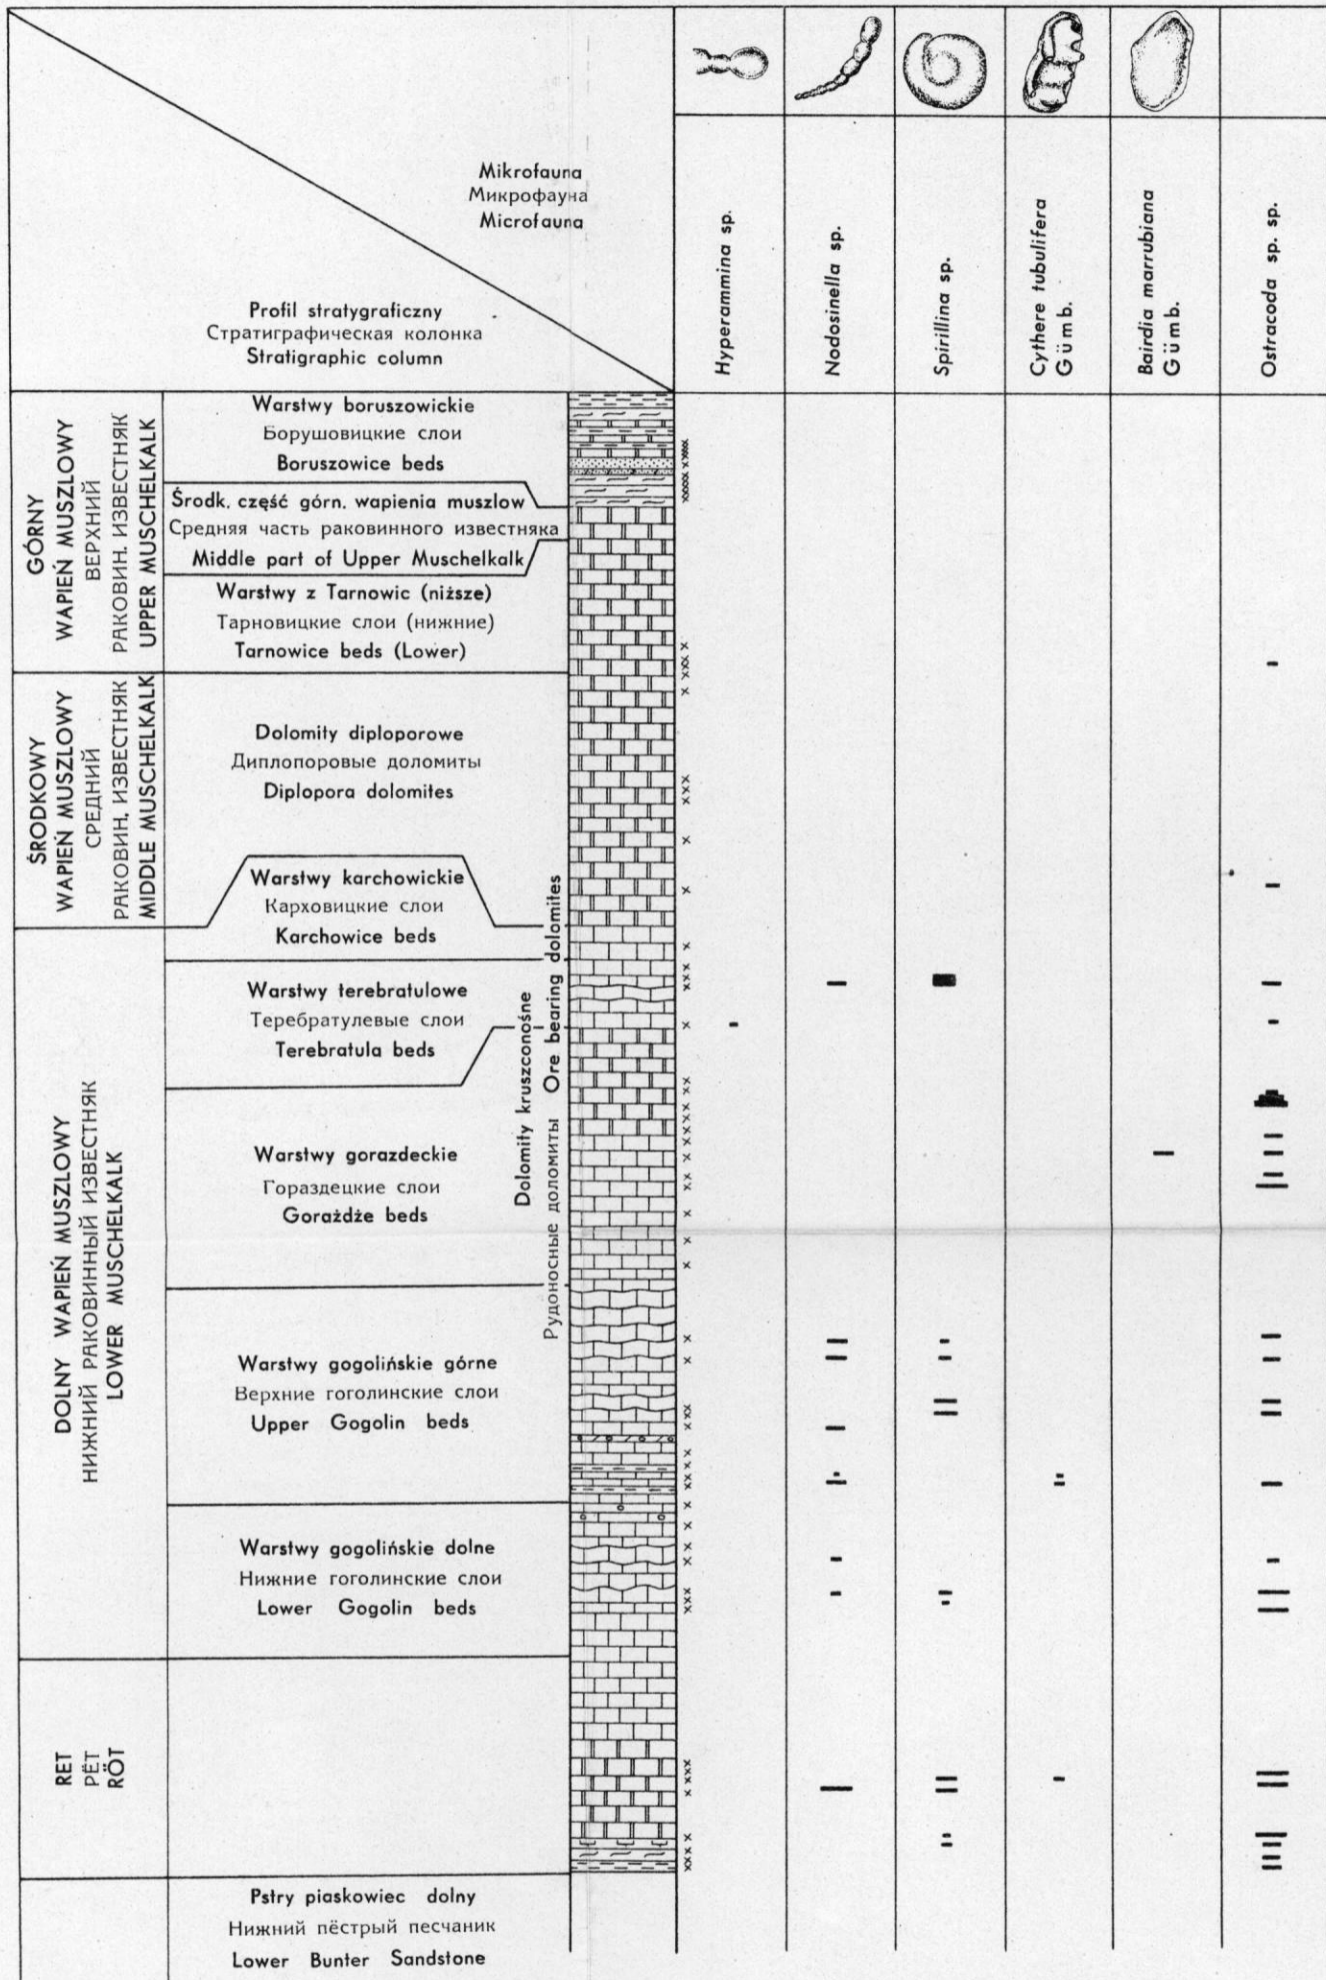 Mikrofauna
Микрофауна
Microfauna
Profil stratygraficzny
Стратиграфическая колонка
Stratigraphic column
Hyperammina sp.
Nodosinella sp.
Spirillina sp.
Cythere tubulifera
Gümb.
Bairdia marrubiana
Gümb.
Ostracoda sp. sp.
GÓRNY
WAPIEŃ MUSZLOWY
ВЕРХНИЙ
РАКОВИН. ИЗВЕСТНЯК
UPPER MUSCHELKALK
Warstwy boruszowickie
Борушовицкие слои
Boruszowice beds
Środk. część górn. wapienia muszlow
Средняя часть раковинного известняка
Middle part of Upper Muschelkalk
Warstwy z Tarnowic (niższe)
Тарновицкие слои (нижние)
Tarnowice beds (Lower)
ŚRODKOWY
WAPIEŃ MUSZLOWY
СРЕДНИЙ
РАКОВИН. ИЗВЕСТНЯК
MIDDLE MUSCHELKALK
Dolomity diploporowe
Диплопоровые доломиты
Diplopora dolomites
Warstwy karchowickie
Карховицкие слои
Karchowice beds
DOLNY WAPIEŃ MUSZLOWY
НИЖНИЙ РАКОВИННЫЙ ИЗВЕСТНЯК
LOWER MUSCHELKALK
Warstwy terebratulowe
Теребратулевые слои
Terebratula beds
Dolomity kruszconośne
Рудоносные доломиты Ore bearing dolomites
Warstwy gorazdeckie
Гораздецкие слои
Gorażdże beds
Warstwy gogolińskie górne
Верхние гоголинские слои
Upper Gogolin beds
Warstwy gogolińskie dolne
Нижние гоголинские слои
Lower Gogolin beds
RET
РЁТ
RÖT
Pstry piaskowiec dolny
Нижний пёстрый песчаник
Lower Bunter Sandstone